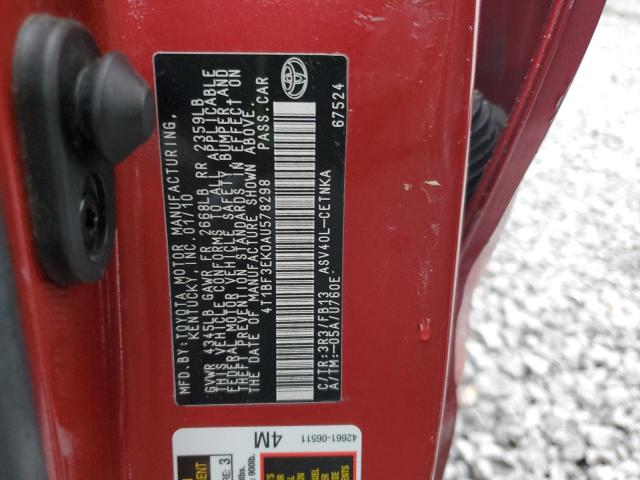 MFD. BY: TOYOTA MOTOR MANUFACTURING,
KENTUCKY, INC. 01/10
GVWR 4345LB GAWR FR 2668LB RR 2359LB
THIS VEHICLE CONFORMS TO ALL APPLICABLE
FEDERAL MOTOR VEHICLE SAFETY, BUMPER, AND
THEFT PREVENTION STANDARDS IN EFFECT ON
THE DATE OF MANUFACTURE SHOWN ABOVE.
4T1BF3EK0AU578298 PASS. CAR
C/TR: 3R3/FB13 ASV40L-CETNKA
A/TM: -05A/U760E 67524
42661-06511
4M